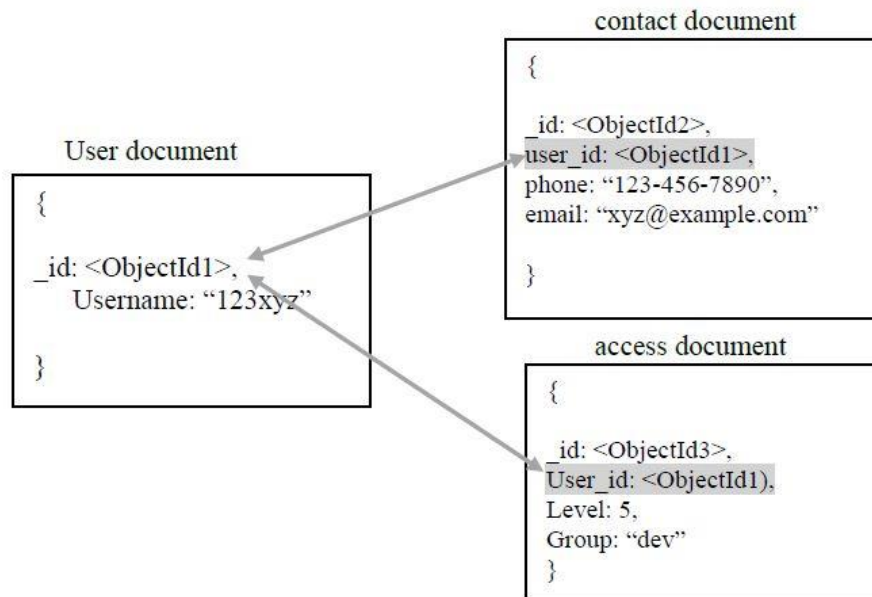 User document
{
_id: <ObjectId1>,
Username: “123xyz”
}
contact document
{
_id: <ObjectId2>,
user_id: <ObjectId1>,
phone: “123-456-7890”,
email: “xyz@example.com”
}
access document
{
_id: <ObjectId3>,
User_id: <ObjectId1),
Level: 5,
Group: “dev”
}